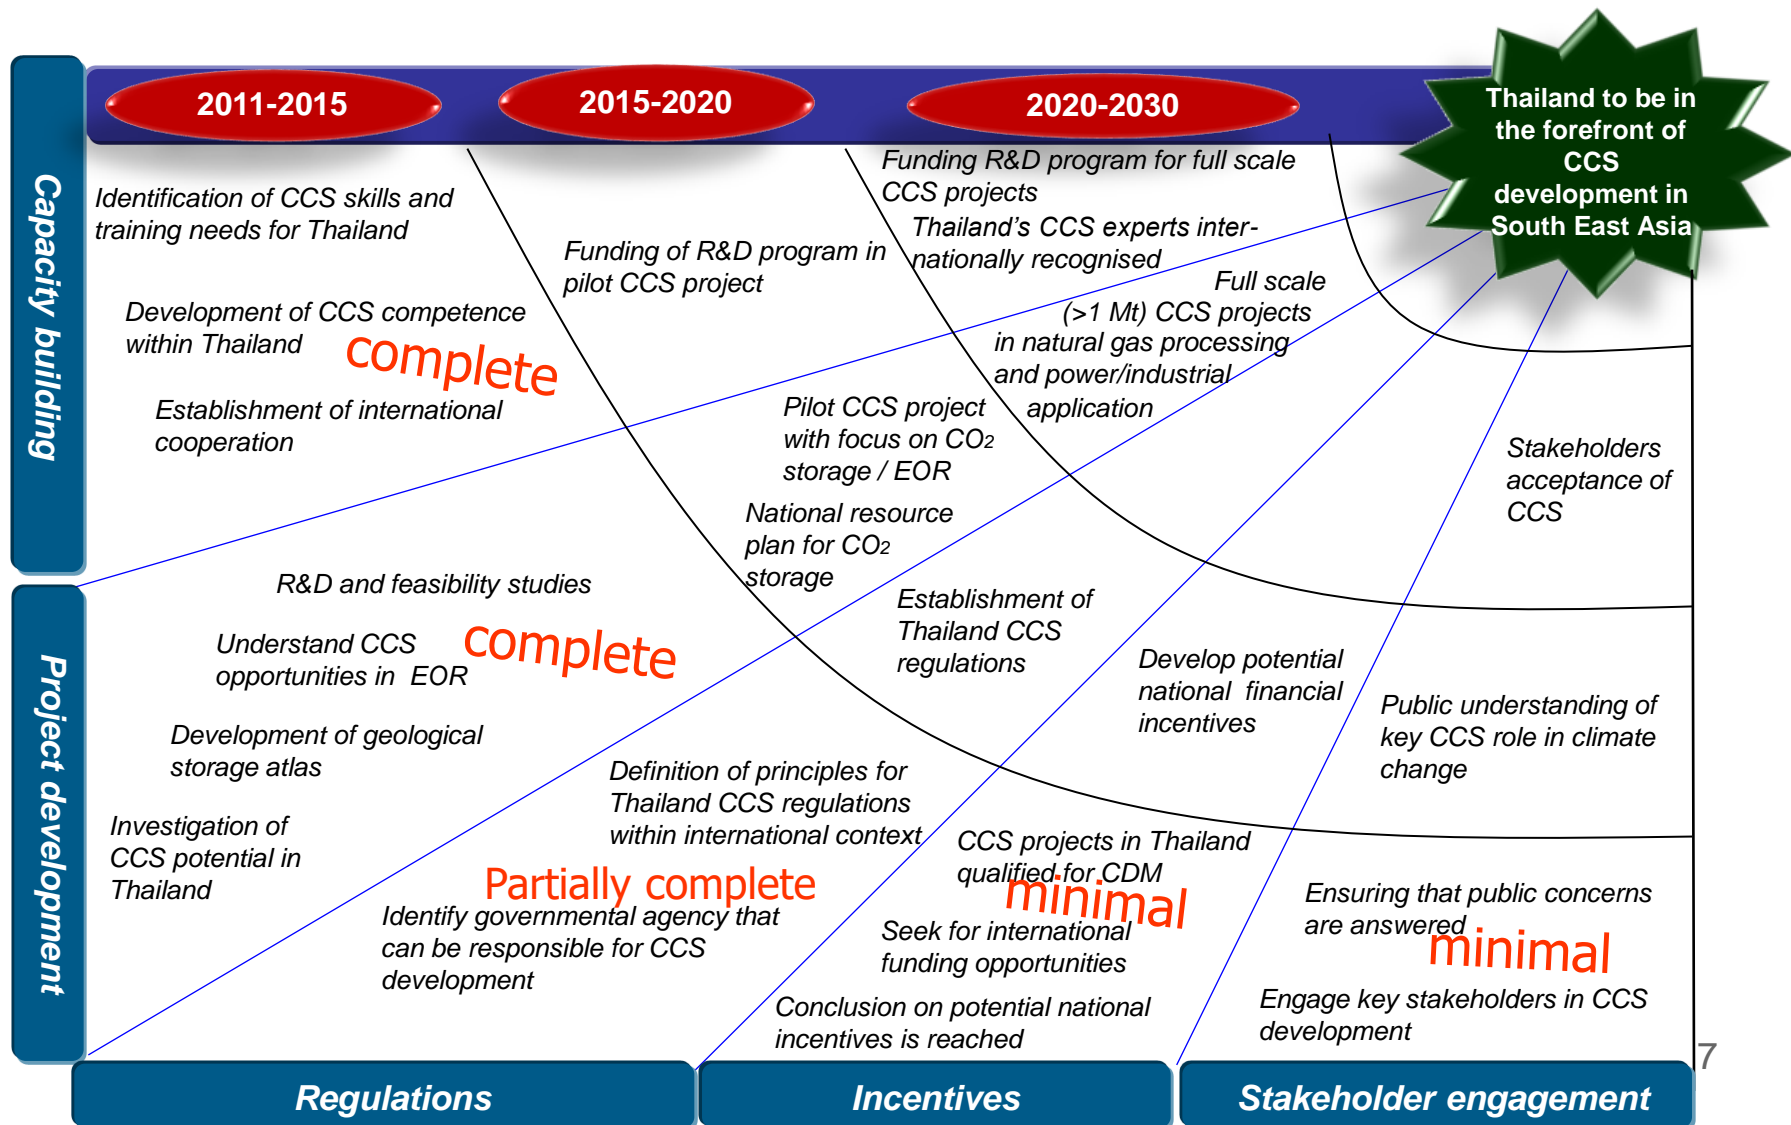 2011-2015
2015-2020
2020-2030
Thailand to be in
the forefront of
CCS
development in
South East Asia
Capacity building
Identification of CCS skills and
training needs for Thailand
Development of CCS competence
within Thailand
complete
Establishment of international
cooperation
Funding of R&D program in
pilot CCS project
Funding R&D program for full scale
CCS projects
Thailand's CCS experts inter-
nationally recognised
Full scale
(>1 Mt) CCS projects
in natural gas processing
and power/industrial
application
Pilot CCS project
with focus on CO2
storage / EOR
National resource
plan for CO2
storage
Stakeholders
acceptance of
CCS
Project development
R&D and feasibility studies
Understand CCS
opportunities in EOR
complete
Development of geological
storage atlas
Investigation of
CCS potential in
Thailand
Establishment of
Thailand CCS
regulations
Develop potential
national financial
incentives
Public understanding of
key CCS role in climate
change
Definition of principles for
Thailand CCS regulations
within international context
Partially complete
Identify governmental agency that
can be responsible for CCS
development
CCS projects in Thailand
qualified for CDM
minimal
Seek for international
funding opportunities
Conclusion on potential national
incentives is reached
Ensuring that public concerns
are answered
minimal
Engage key stakeholders in CCS
development
7
Regulations
Incentives
Stakeholder engagement